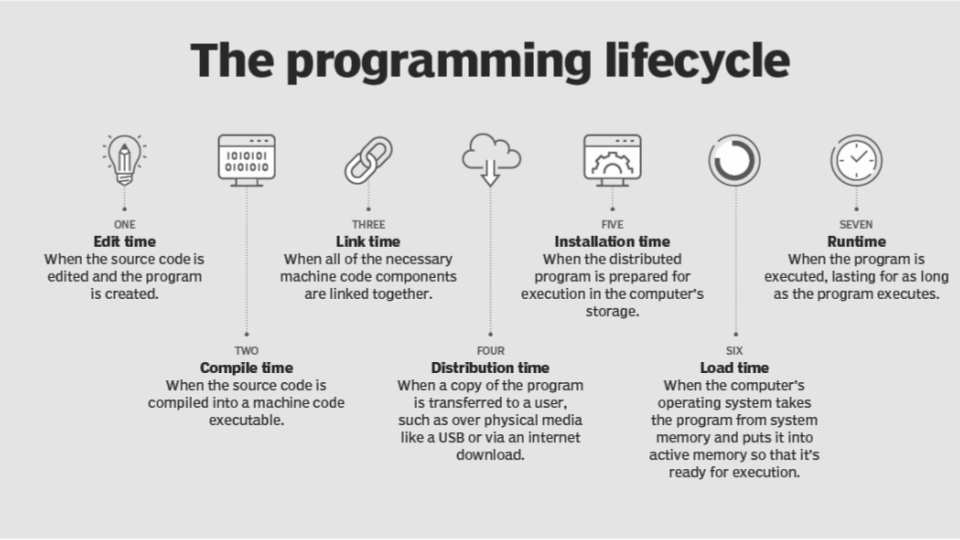 The programming lifecycle
1010101
0101010
ONE
Edit time
When the source code is
edited and the program
is created.
TWO
Compile time
When the source code is
compiled into a machine code
executable.
THREE
Link time
When all of the necessary
machine code components
are linked together.
FOUR
Distribution time
When a copy of the program
is transferred to a user,
such as over physical media
like a USB or via an internet
download.
FIVE
Installation time
When the distributed
program is prepared for
execution in the computer's
storage.
SIX
Load time
When the computer's
operating system takes
the program from system
memory and puts it into
active memory so that it's
ready for execution.
SEVEN
Runtime
When the program is
executed, lasting for as long
as the program executes.